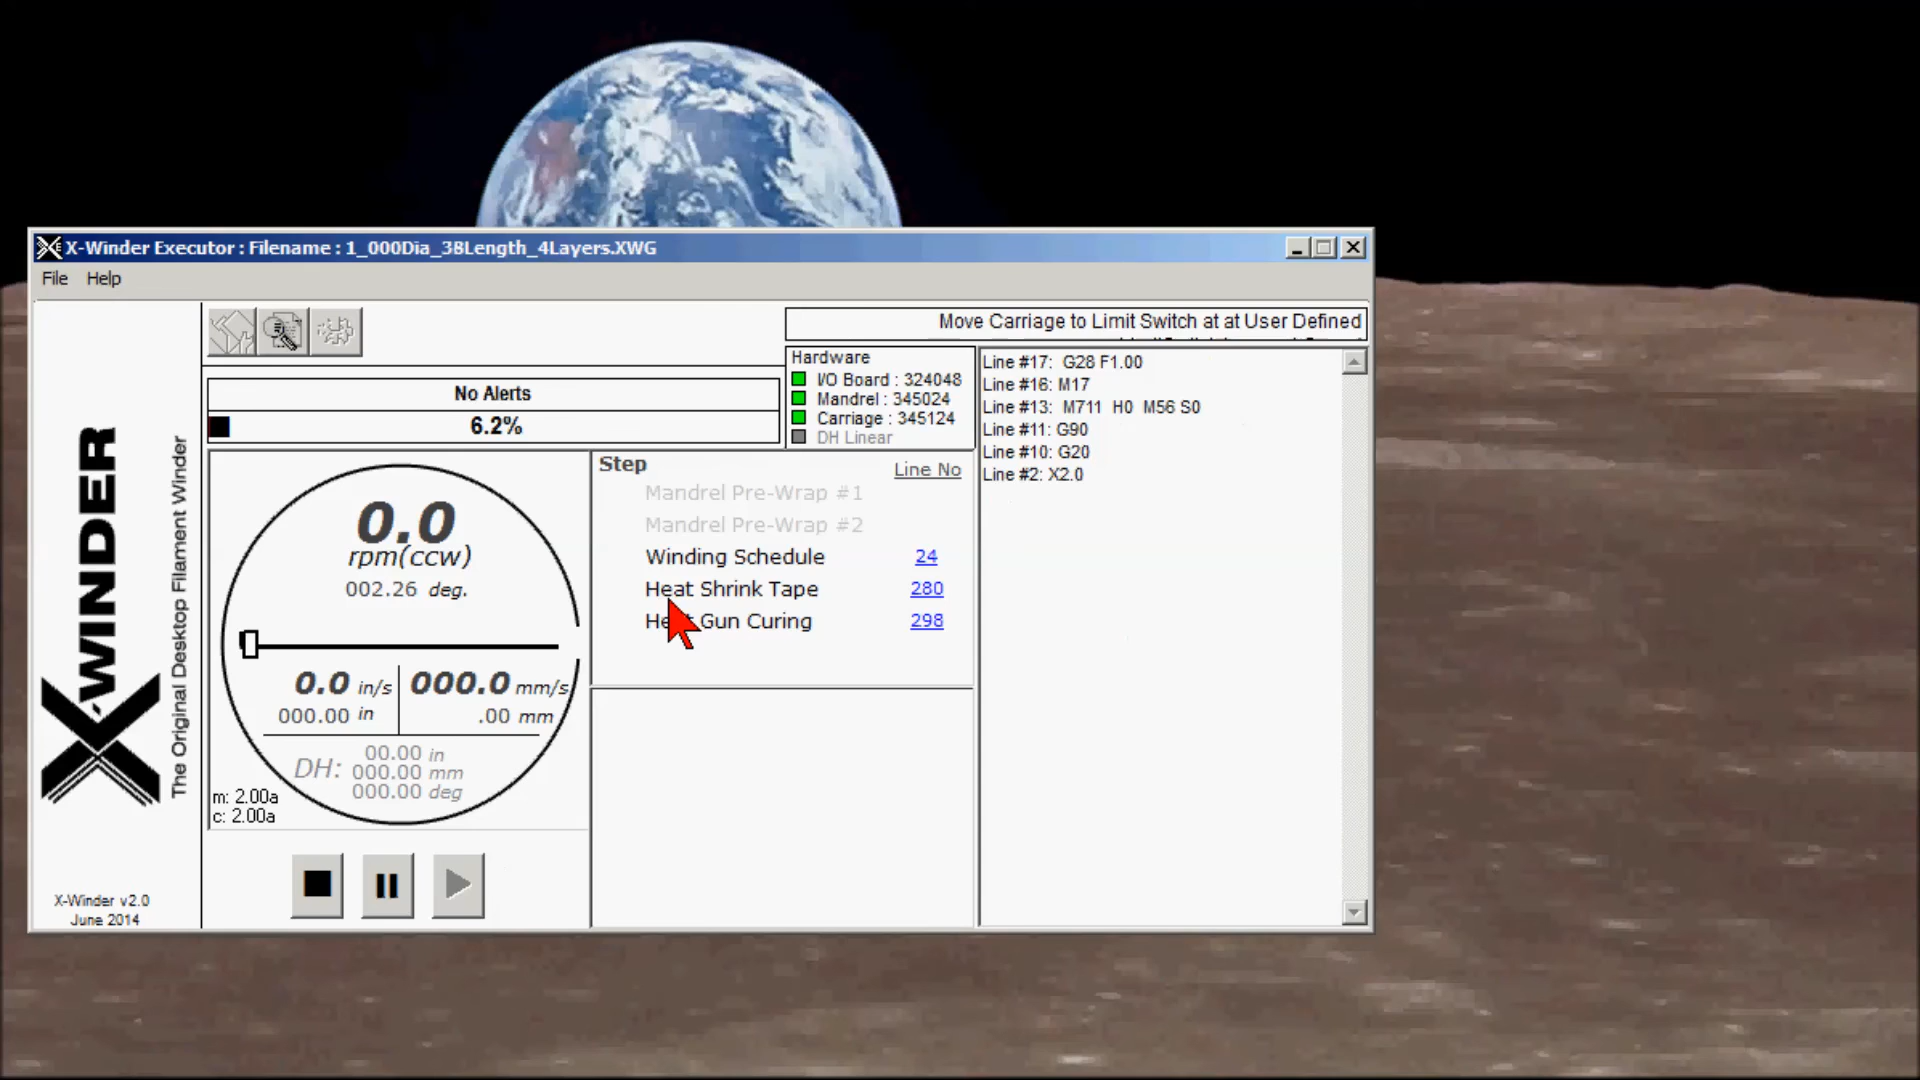 X-Winder Executor : Filename : 1_000Dia_38Length_4Layers.XWG
File Help
Move Carriage to Limit Switch at at User Defined
Hardware
I/O Board : 324048
Mandrel : 345024
Carriage : 345124
DH Linear
No Alerts
6.2%
Line #17: G28 F1.00
Line #16: M17
Line #13: M711 H0 M56 S0
Line #11: G90
Line #10: G20
Line #2: X2.0
Step Line No
Mandrel Pre-Wrap #1
Mandrel Pre-Wrap #2
Winding Schedule 24
Heat Shrink Tape 280
Gun Curing 298
0.0
rpm(ccw)
002.26 deg.
0.0 in/s 000.0 mm/s
000.00 in .00 mm
DH: 00.00 in
000.00 mm
000.00 deg
m: 2.00a
c: 2.00a
X-WINDER
The Original Desktop Filament Winder
X-Winder v2.0
June 2014